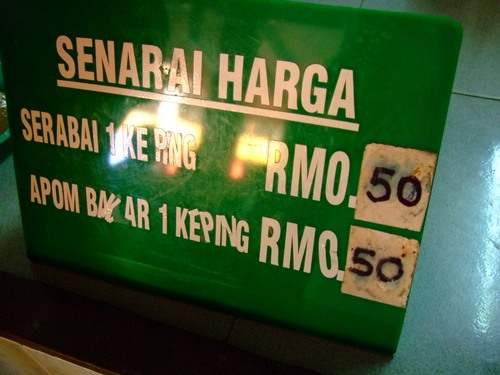 SENARAI HARGA
SERABAI 1 KEPING RM0.50
APOM BAKAR 1 KEPING RM0.50